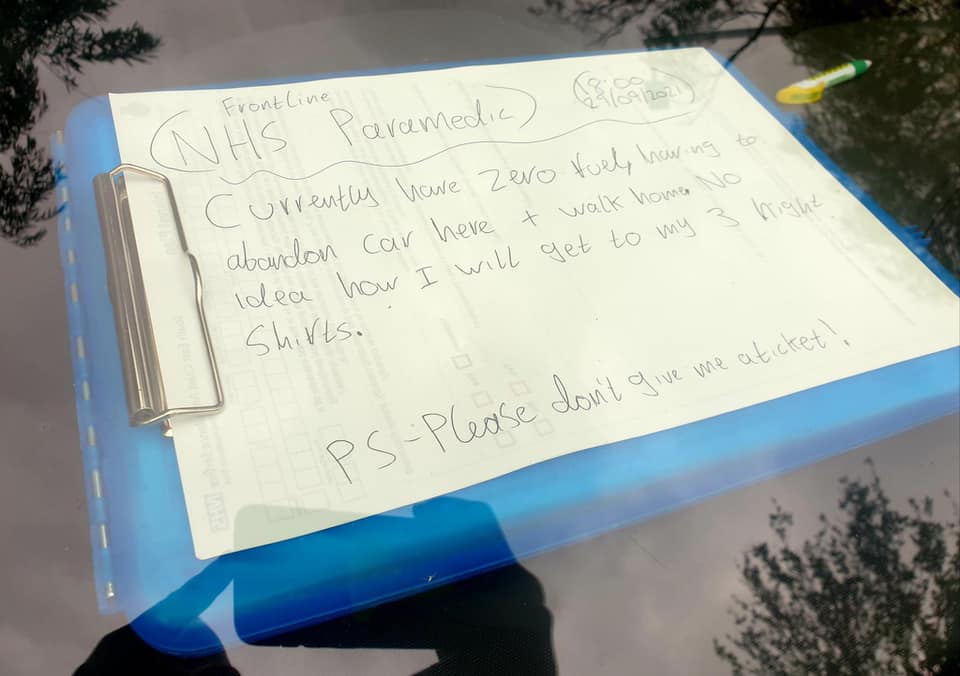 FrontLine
(NHS Paramedic)
(18:00
29/09/2021)
Currently have zero fuel, having to
abandon car here + walk home. No
idea how I will get to my 3 night
shifts.
PS - Please don't give me a ticket!